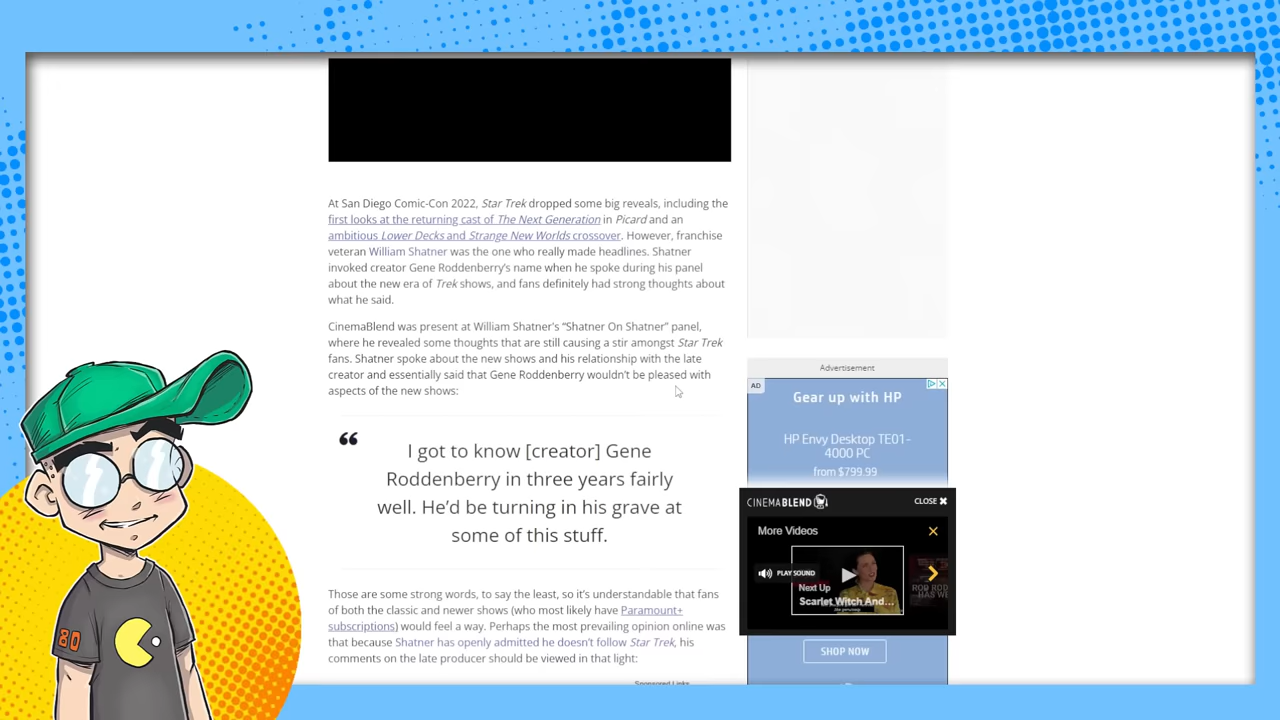 At San Diego Comic-Con 2022, Star Trek dropped some big reveals, including the
first looks at the returning cast of The Next Generation in Picard and an
ambitious Lower Decks and Strange New Worlds crossover. However, franchise
veteran William Shatner was the one who really made headlines. Shatner
invoked creator Gene Roddenberry's name when he spoke during his panel
about the new era of Trek shows, and fans definitely had strong thoughts about
what he said.
CinemaBlend was present at William Shatner's “Shatner On Shatner” panel,
where he revealed some thoughts that are still causing a stir amongst Star Trek
fans. Shatner spoke about the new shows and his relationship with the late
creator and essentially said that Gene Roddenberry wouldn't be pleased with
aspects of the new shows:
“
I got to know [creator] Gene
Roddenberry in three years fairly
well. He'd be turning in his grave at
some of this stuff.
Those are some strong words, to say the least, so it's understandable that fans
of both the classic and newer shows (who most likely have Paramount+
subscriptions) would feel a way. Perhaps the most prevailing opinion online was
that because Shatner has openly admitted he doesn't follow Star Trek, his
comments on the late producer should be viewed in that light:
Sponsored Links
Advertisement
AD
Gear up with HP
HP Envy Desktop TE01-
4000 PC
from $799.99
CINEMABLEND
CLOSE ✖
More Videos
PLAY SOUND
Next Up
Scarlet Witch And...
SHOP NOW
80